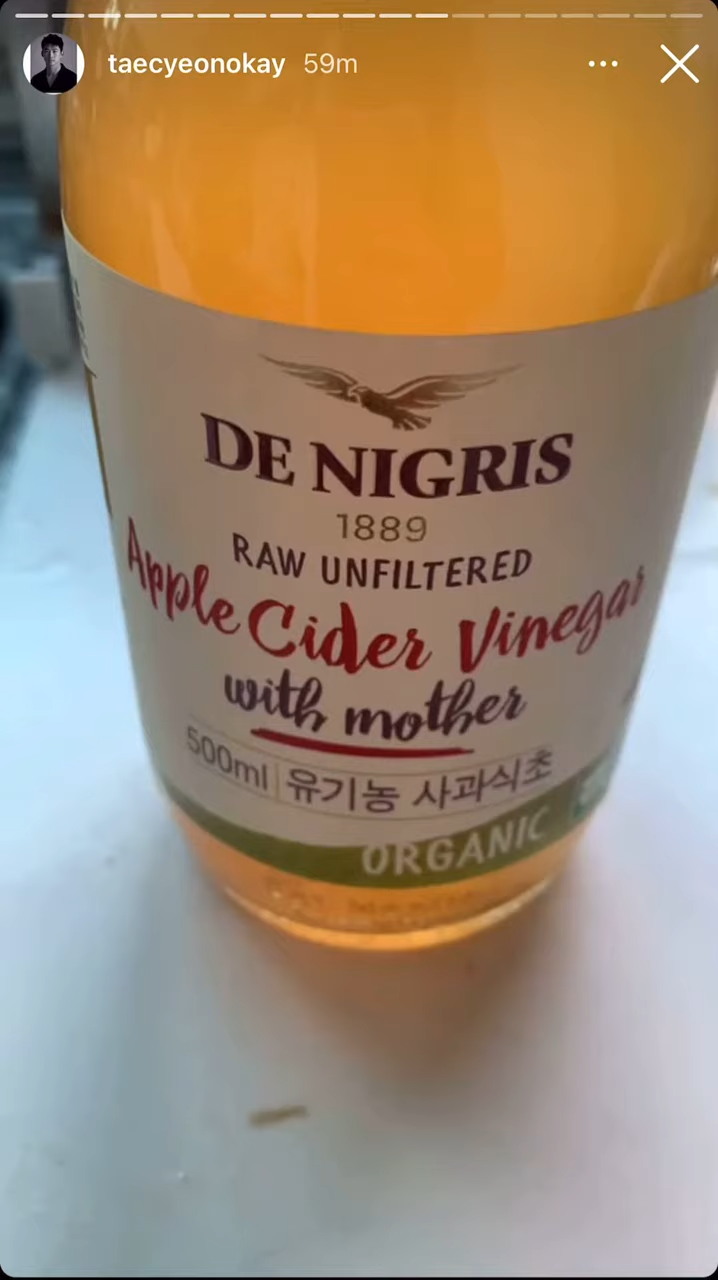 taecyeonokay 59m
DE NIGRIS
1889
RAW UNFILTERED
Apple Cider Vinegar
with mother
500ml 유기농 사과식초
ORGANIC